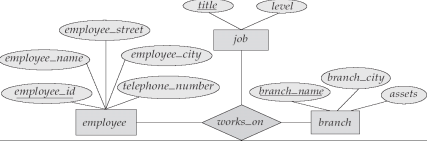 title
level
employee_street
job
employee_name
employee_city
branch_city
employee_id
telephone_number
branch_name
assets
employee
works_on
branch